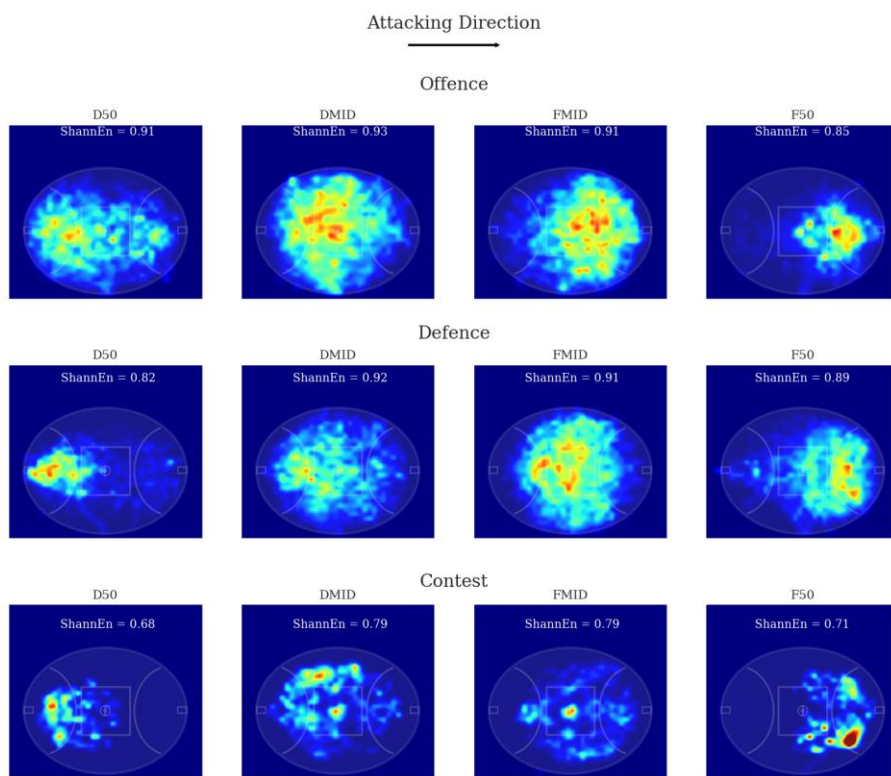 Attacking Direction
Offence
D50 DMID FMID F50
ShannEn = 0.91 ShannEn = 0.93 ShannEn = 0.91 ShannEn = 0.85
Defence
D50 DMID FMID F50
ShannEn = 0.82 ShannEn = 0.92 ShannEn = 0.91 ShannEn = 0.89
Contest
D50 DMID FMID F50
ShannEn = 0.68 ShannEn = 0.79 ShannEn = 0.79 ShannEn = 0.71